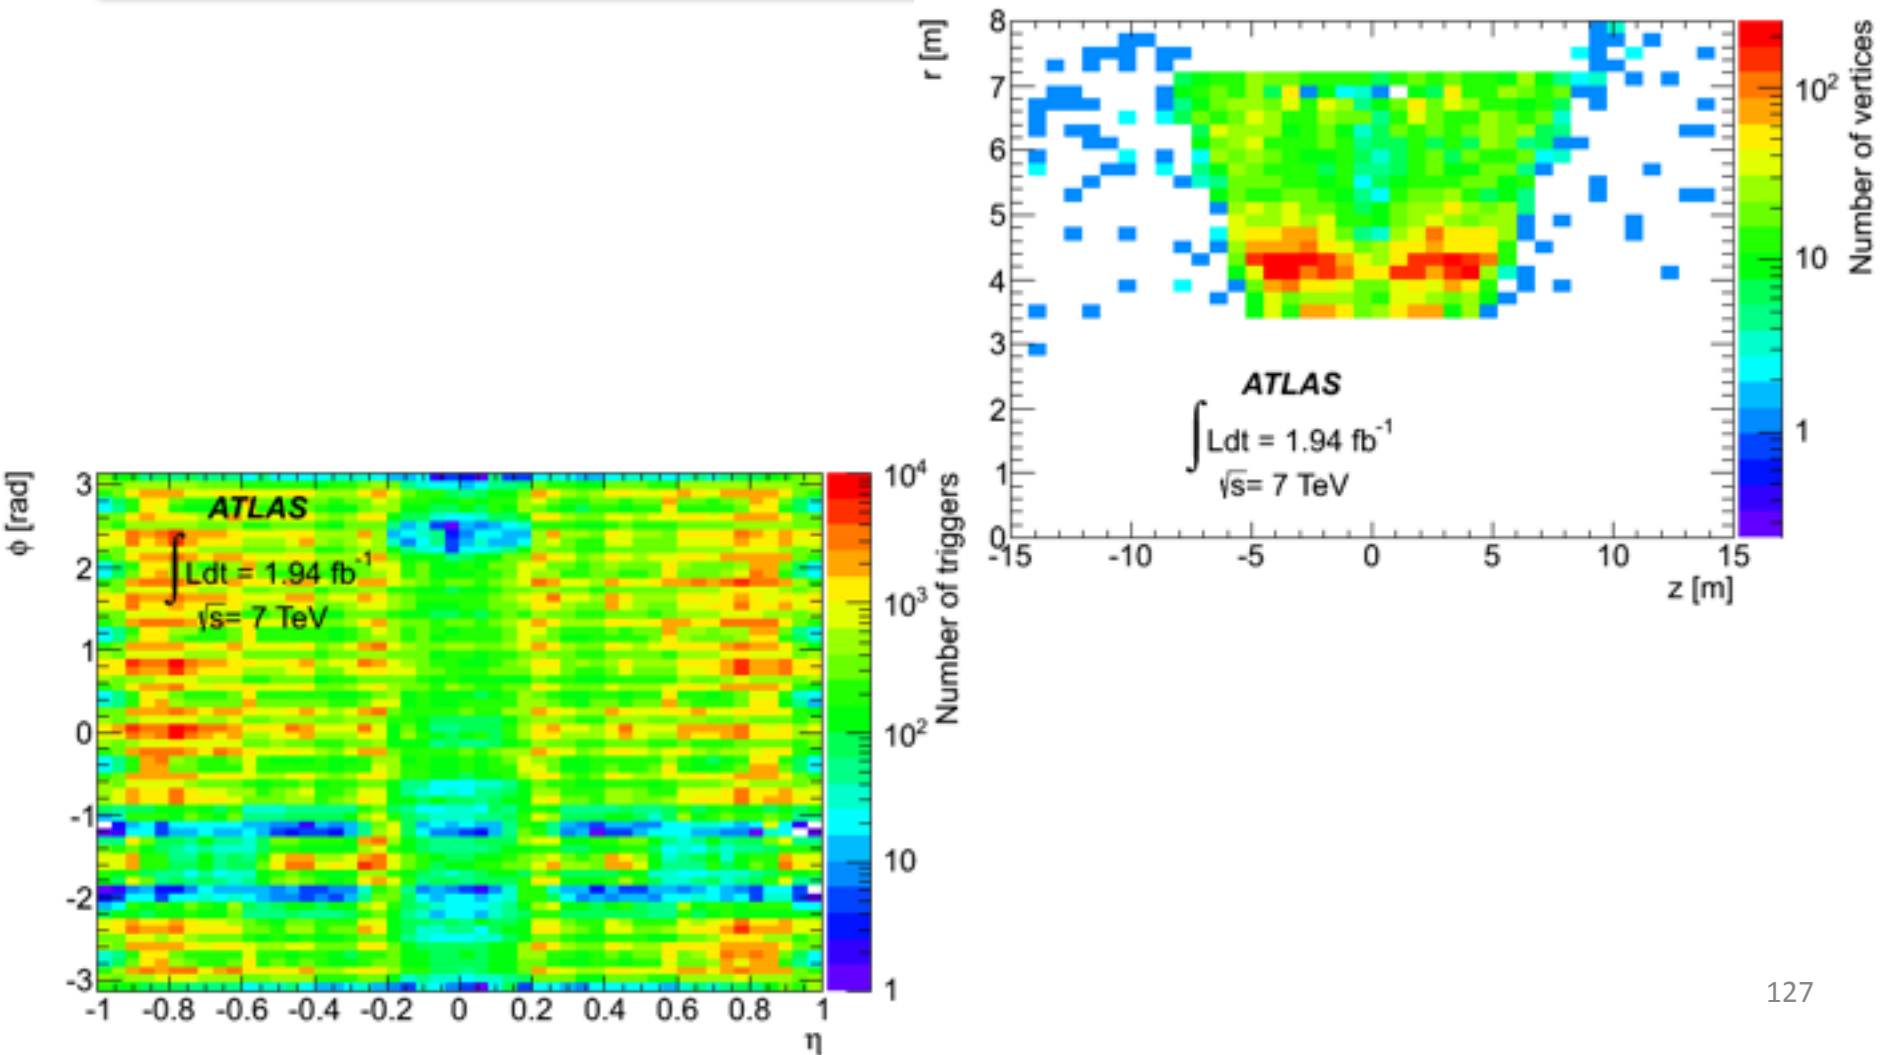 8
7
6
5
4
3
2
1
0
r [m]
ATLAS
∫Ldt = 1.94 fb⁻¹
√s= 7 TeV
-15 -10 -5 0 5 10 15
z [m]
10²
10
1
Number of vertices
3
2
1
0
-1
-2
-3
ϕ [rad]
ATLAS
∫Ldt = 1.94 fb⁻¹
√s= 7 TeV
-1 -0.8 -0.6 -0.4 -0.2 0 0.2 0.4 0.6 0.8 1
η
10⁴
10³
10²
10
1
Number of triggers
127